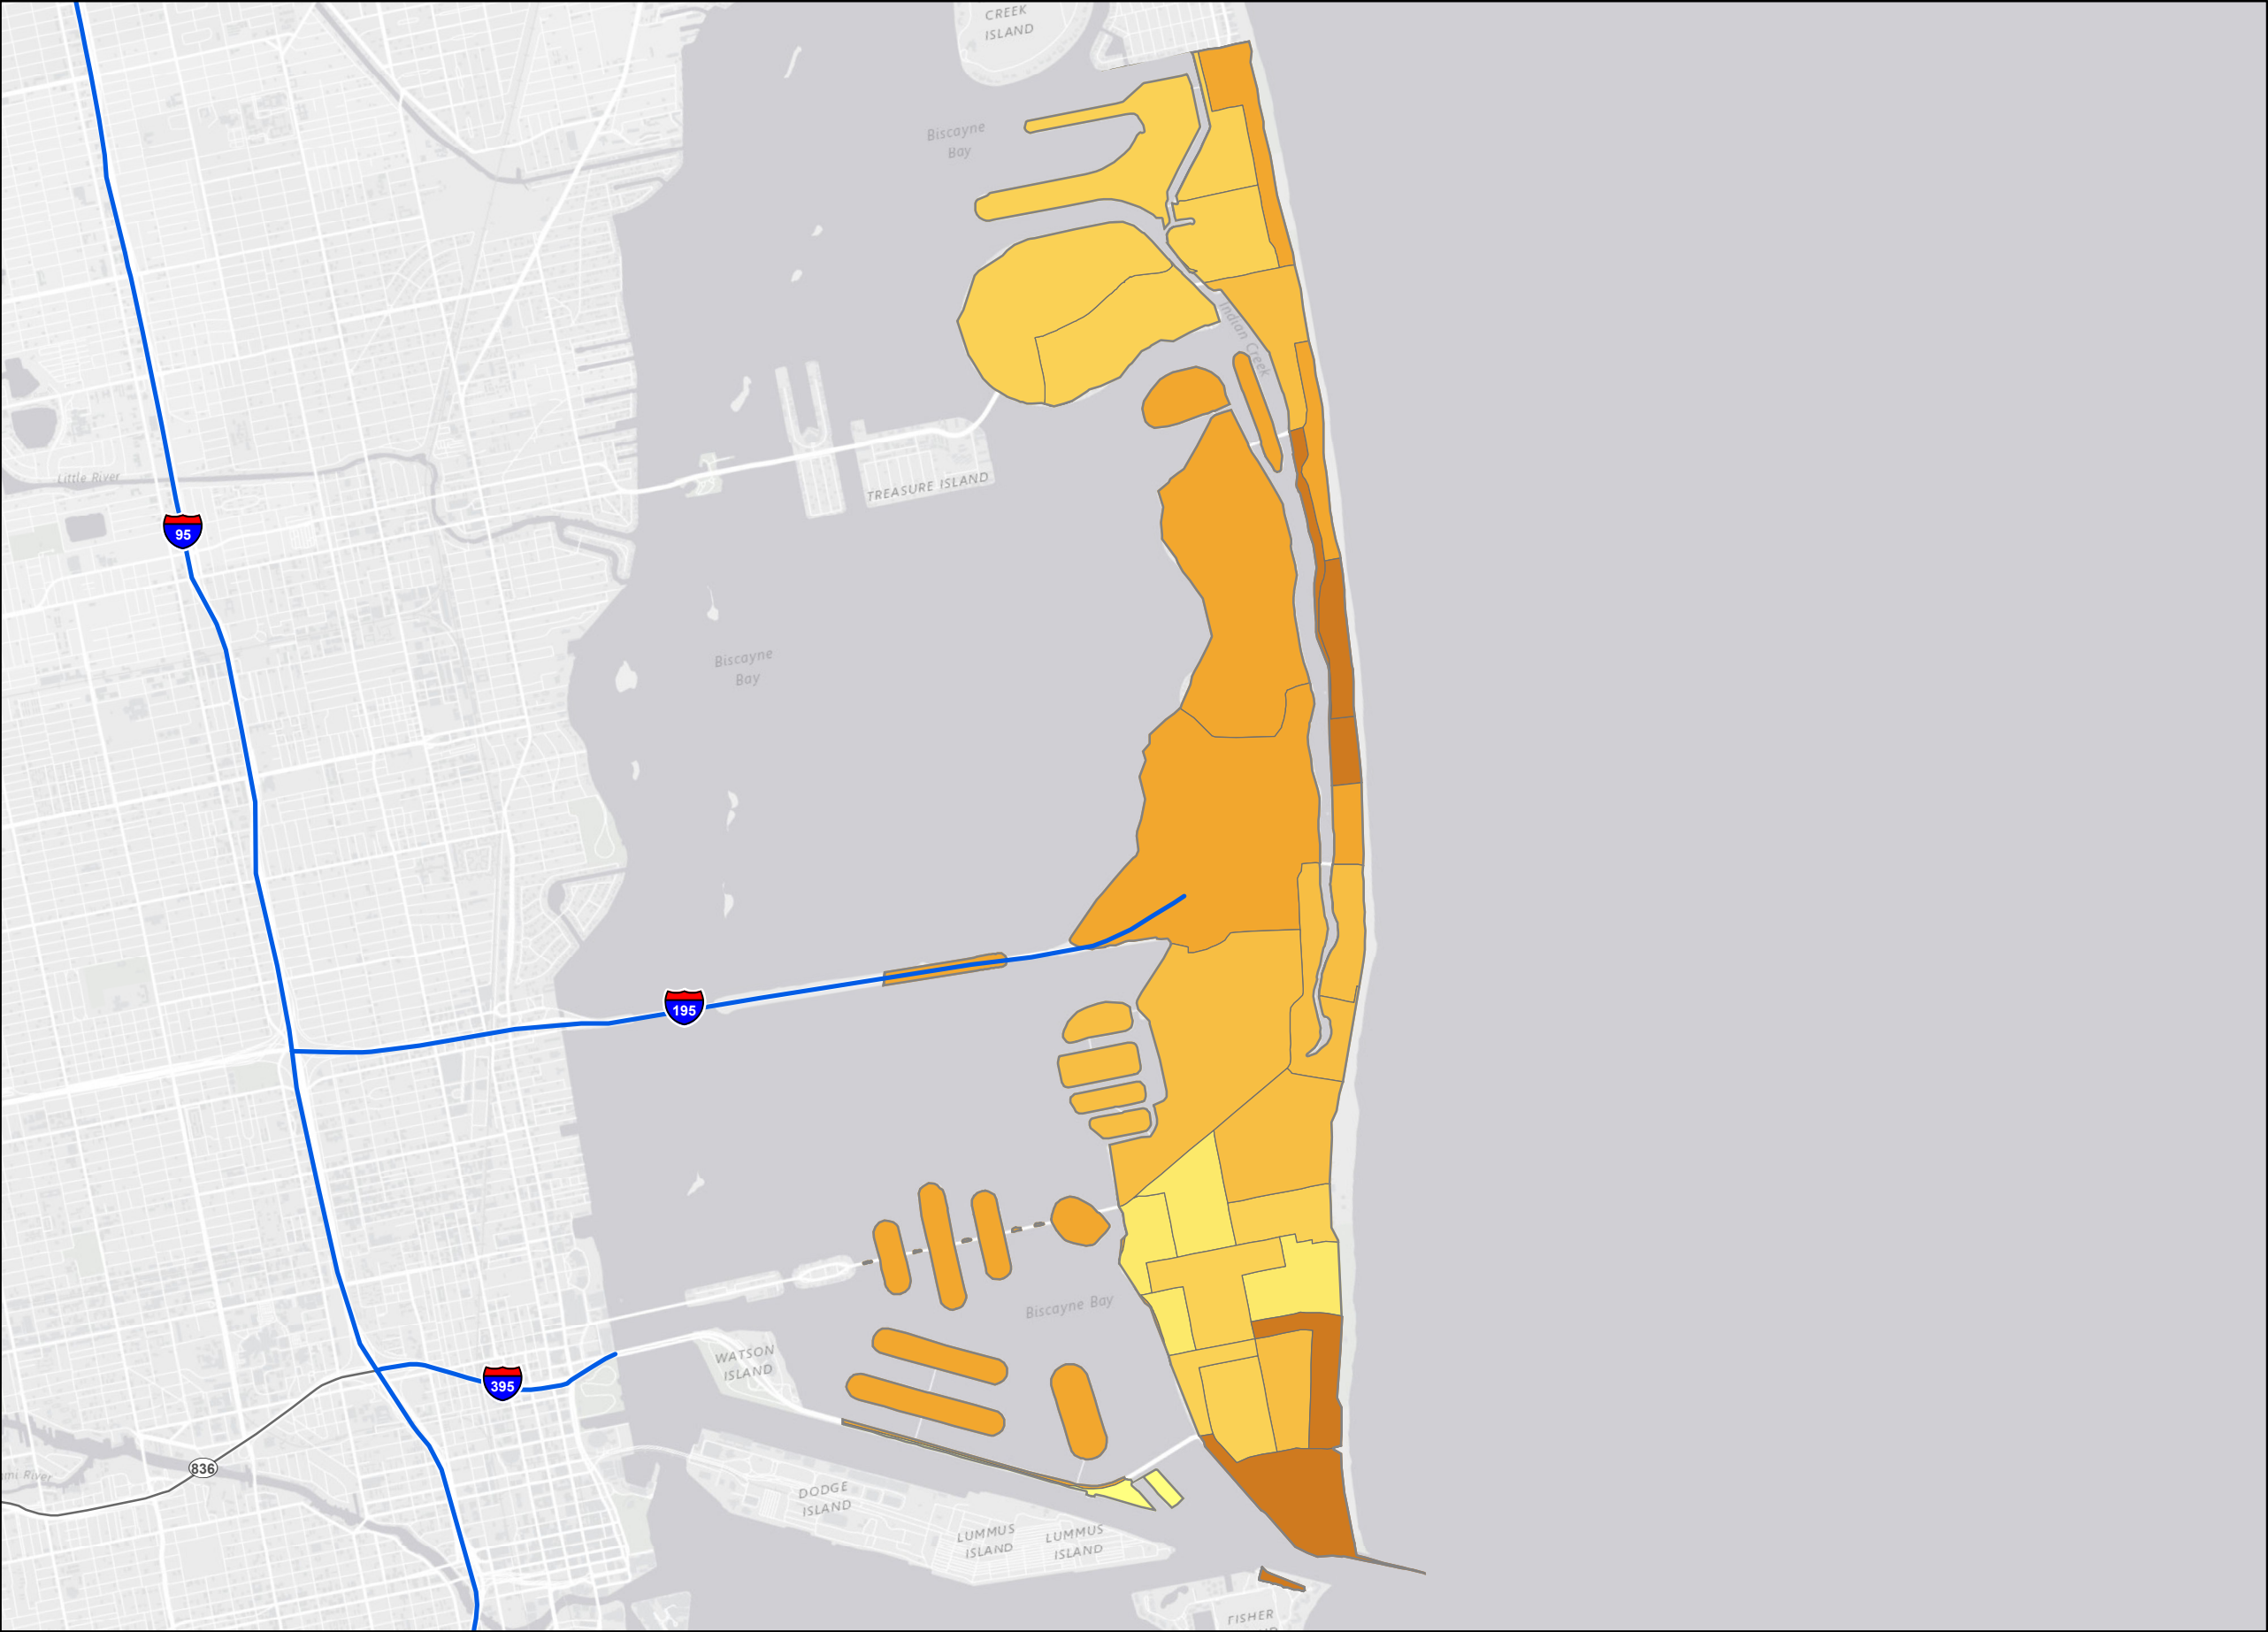 CREEK
ISLAND
Biscayne
Bay
Indian Creek
Little River
TREASURE ISLAND
95
Biscayne
Bay
195
Biscayne Bay
WATSON
ISLAND
395
836
DODGE
ISLAND
LUMMUS
ISLAND
LUMMUS
ISLAND
River
FISHER